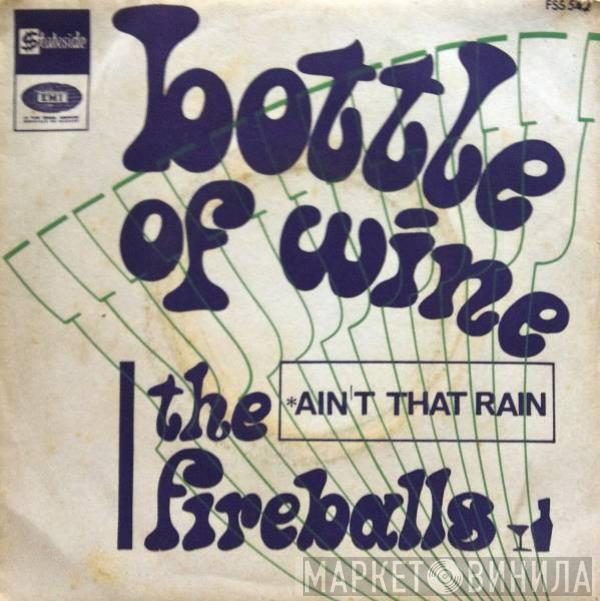 FSS 542
Stateside
EMI
bottle
of wine
the
*AIN'T THAT RAIN
fireballs
МАРКЕТ ВИНИЛА